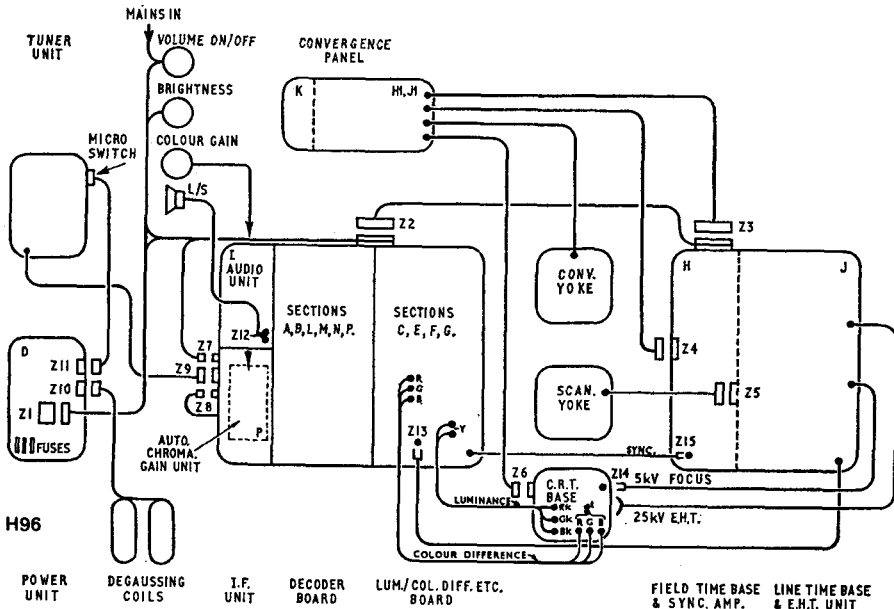 MAINS IN
TUNER
UNIT
VOLUME ON/OFF
CONVERGENCE
PANEL
BRIGHTNESS
K
H1, J1
MICRO
SWITCH
COLOUR GAIN
L/S
Z2
Z3
I
AUDIO
UNIT
H
J
SECTIONS
A,B,L,M,N,P.
SECTIONS
C, E, F, G.
CONV.
YOKE
D
Z12
Z7
Z4
Z11
Z9
Z10
Z8
R
G
B
SCAN.
YOKE
Z5
Z1
P
Y
Z13
FUSES
AUTO.
CHROMA.
GAIN UNIT
SYNC.
Z15
Z6
C.R.T.
BASE
Z14
5kV FOCUS
LUMINANCE
Rk
Gk
Bk
g1
R G B
25kV E.H.T.
H96
COLOUR DIFFERENCE
POWER
UNIT
DEGAUSSING
COILS
I.F.
UNIT
DECODER
BOARD
LUM./COL. DIFF. ETC.
BOARD
FIELD TIME BASE
& SYNC. AMP.
LINE TIME BASE
& E.H.T. UNIT